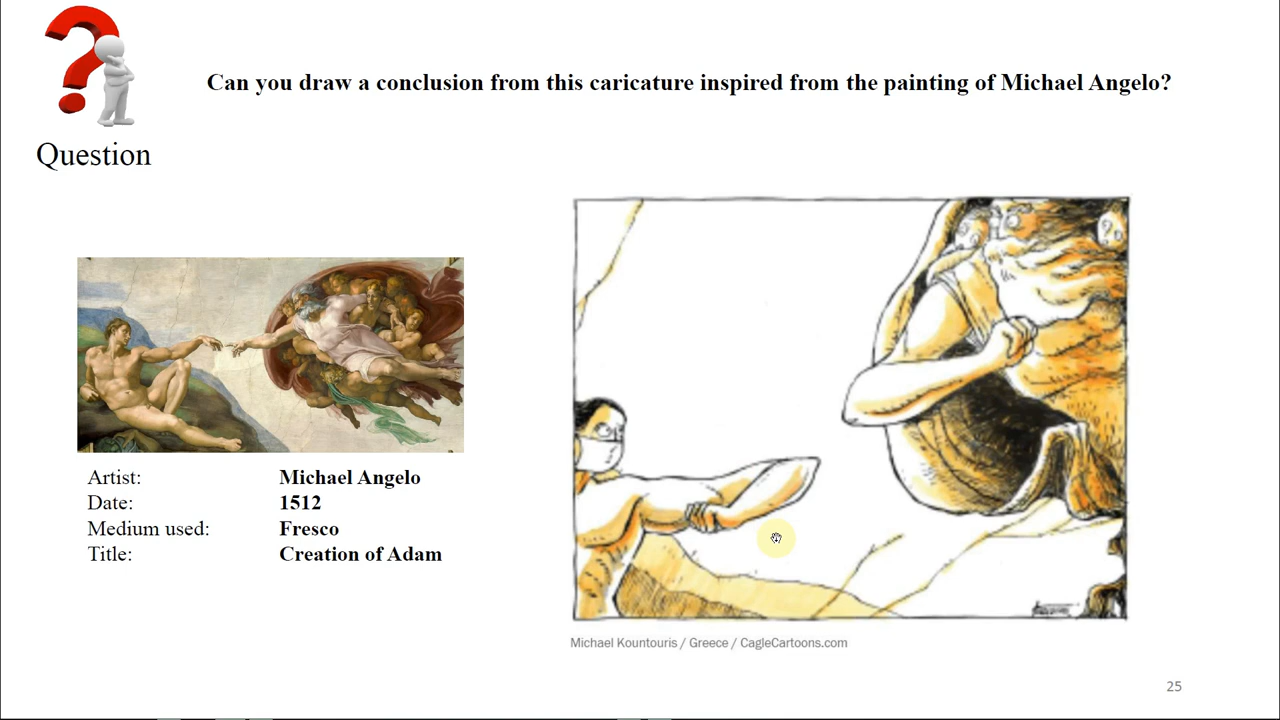 Can you draw a conclusion from this caricature inspired from the painting of Michael Angelo?
Question
Artist: Michael Angelo
Date: 1512
Medium used: Fresco
Title: Creation of Adam
Michael Kountouris / Greece / CagleCartoons.com
25